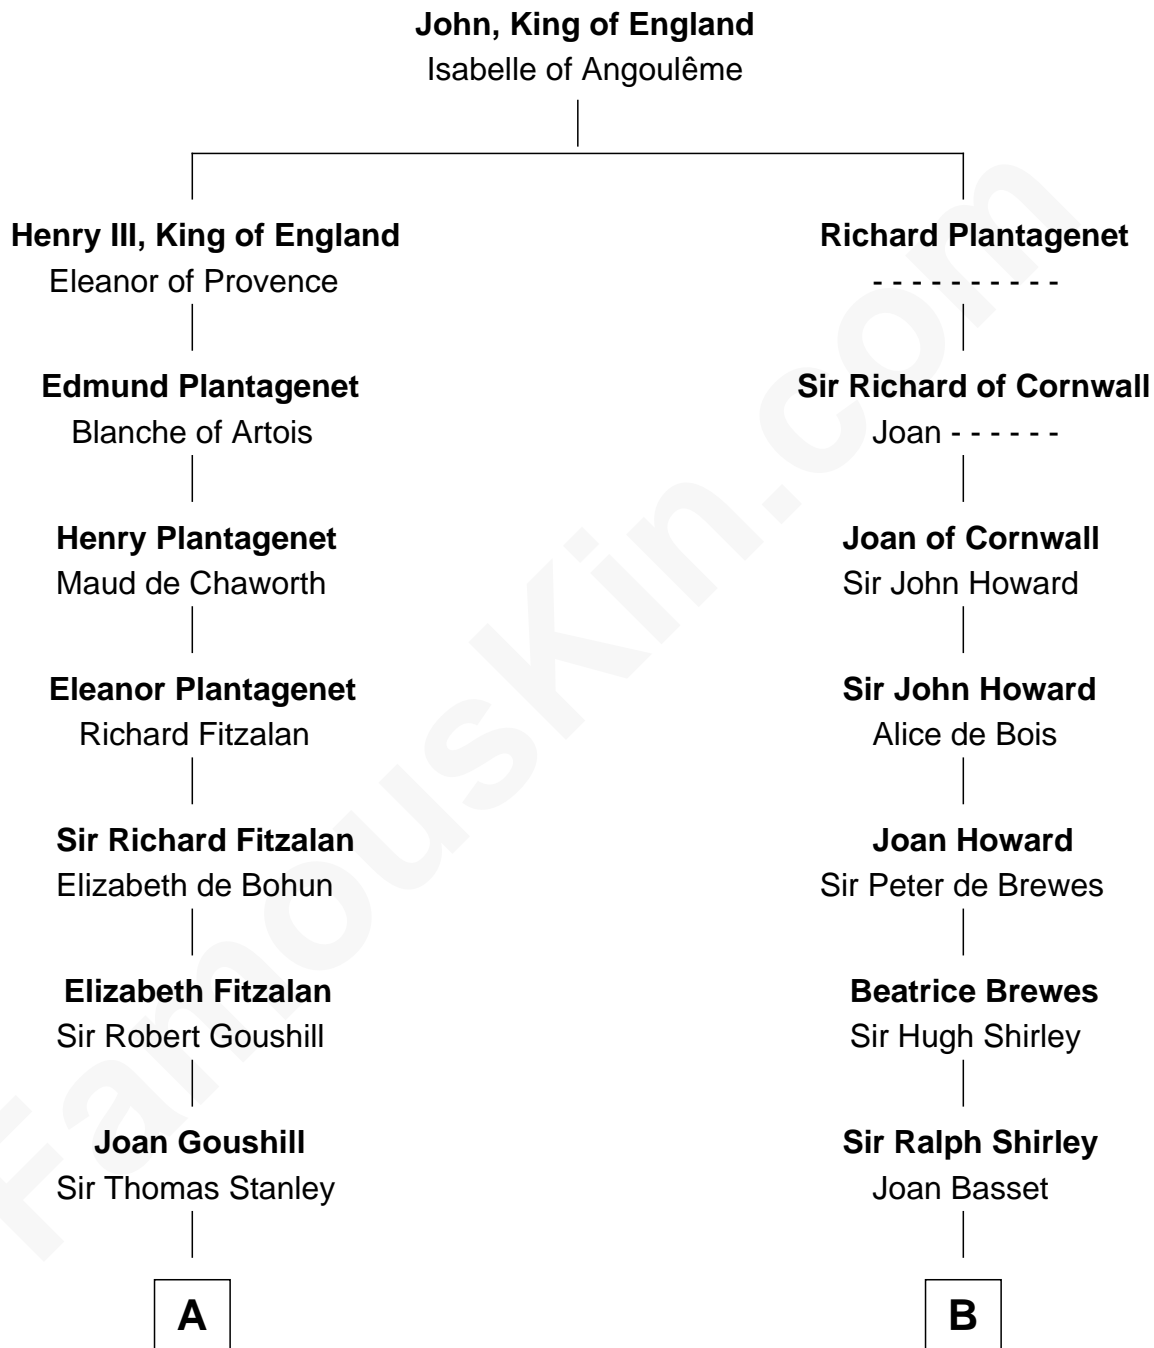 John, King of England
Isabelle of Angoulême
Henry III, King of England
Eleanor of Provence
Richard Plantagenet
- - - - - - - - - -
Edmund Plantagenet
Blanche of Artois
Sir Richard of Cornwall
Joan - - - - - -
Henry Plantagenet
Maud de Chaworth
Joan of Cornwall
Sir John Howard
Eleanor Plantagenet
Richard Fitzalan
Sir John Howard
Alice de Bois
Sir Richard Fitzalan
Elizabeth de Bohun
Joan Howard
Sir Peter de Brewes
Elizabeth Fitzalan
Sir Robert Goushill
Beatrice Brewes
Sir Hugh Shirley
Joan Goushill
Sir Thomas Stanley
Sir Ralph Shirley
Joan Basset
A
B
FamousKin.com